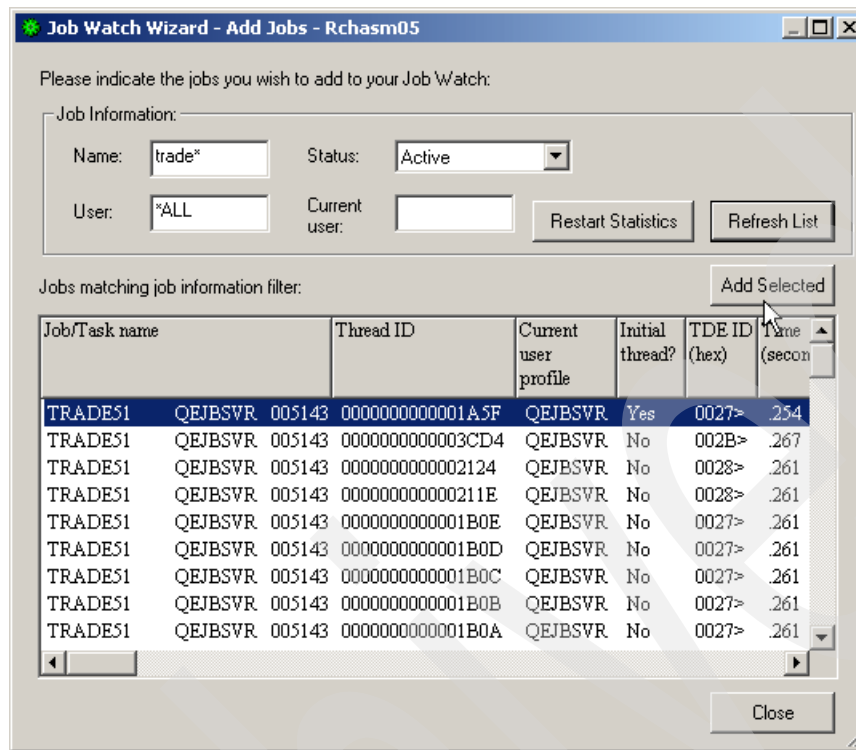 Job Watch Wizard - Add Jobs - Rchasm05
Please indicate the jobs you wish to add to your Job Watch:
Job Information:
Name: trade* Status: Active
User: *ALL Current user: Restart Statistics Refresh List
Jobs matching job information filter: Add Selected
Job/Task name Thread ID Current user profile Initial thread? TDE ID (hex) Time (secon
TRADE51 QEJBSVR 005143 0000000000001A5F QEJBSVR Yes 0027> .254
TRADE51 QEJBSVR 005143 0000000000003CD4 QEJBSVR No 002B> .267
TRADE51 QEJBSVR 005143 0000000000002124 QEJBSVR No 0028> .261
TRADE51 QEJBSVR 005143 000000000000211E QEJBSVR No 0028> .261
TRADE51 QEJBSVR 005143 0000000000001B0E QEJBSVR No 0027> .261
TRADE51 QEJBSVR 005143 0000000000001B0D QEJBSVR No 0027> .261
TRADE51 QEJBSVR 005143 0000000000001B0C QEJBSVR No 0027> .261
TRADE51 QEJBSVR 005143 0000000000001B0B QEJBSVR No 0027> .261
TRADE51 QEJBSVR 005143 0000000000001B0A QEJBSVR No 0027> .261
Close